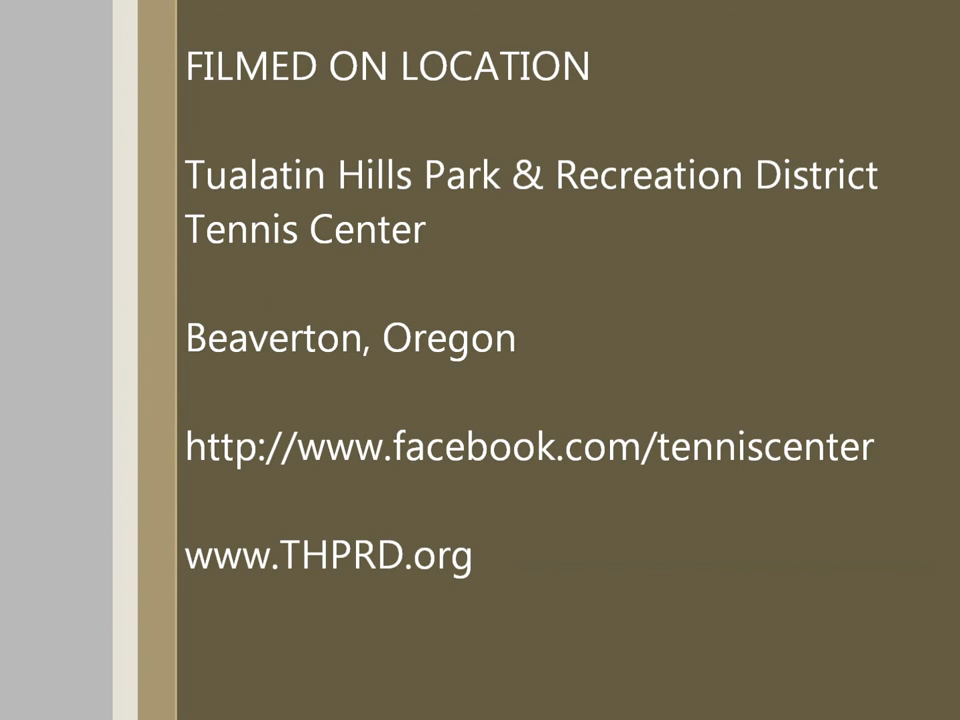 FILMED ON LOCATION
Tualatin Hills Park & Recreation District
Tennis Center
Beaverton, Oregon
http://www.facebook.com/tenniscenter
www.THPRD.org